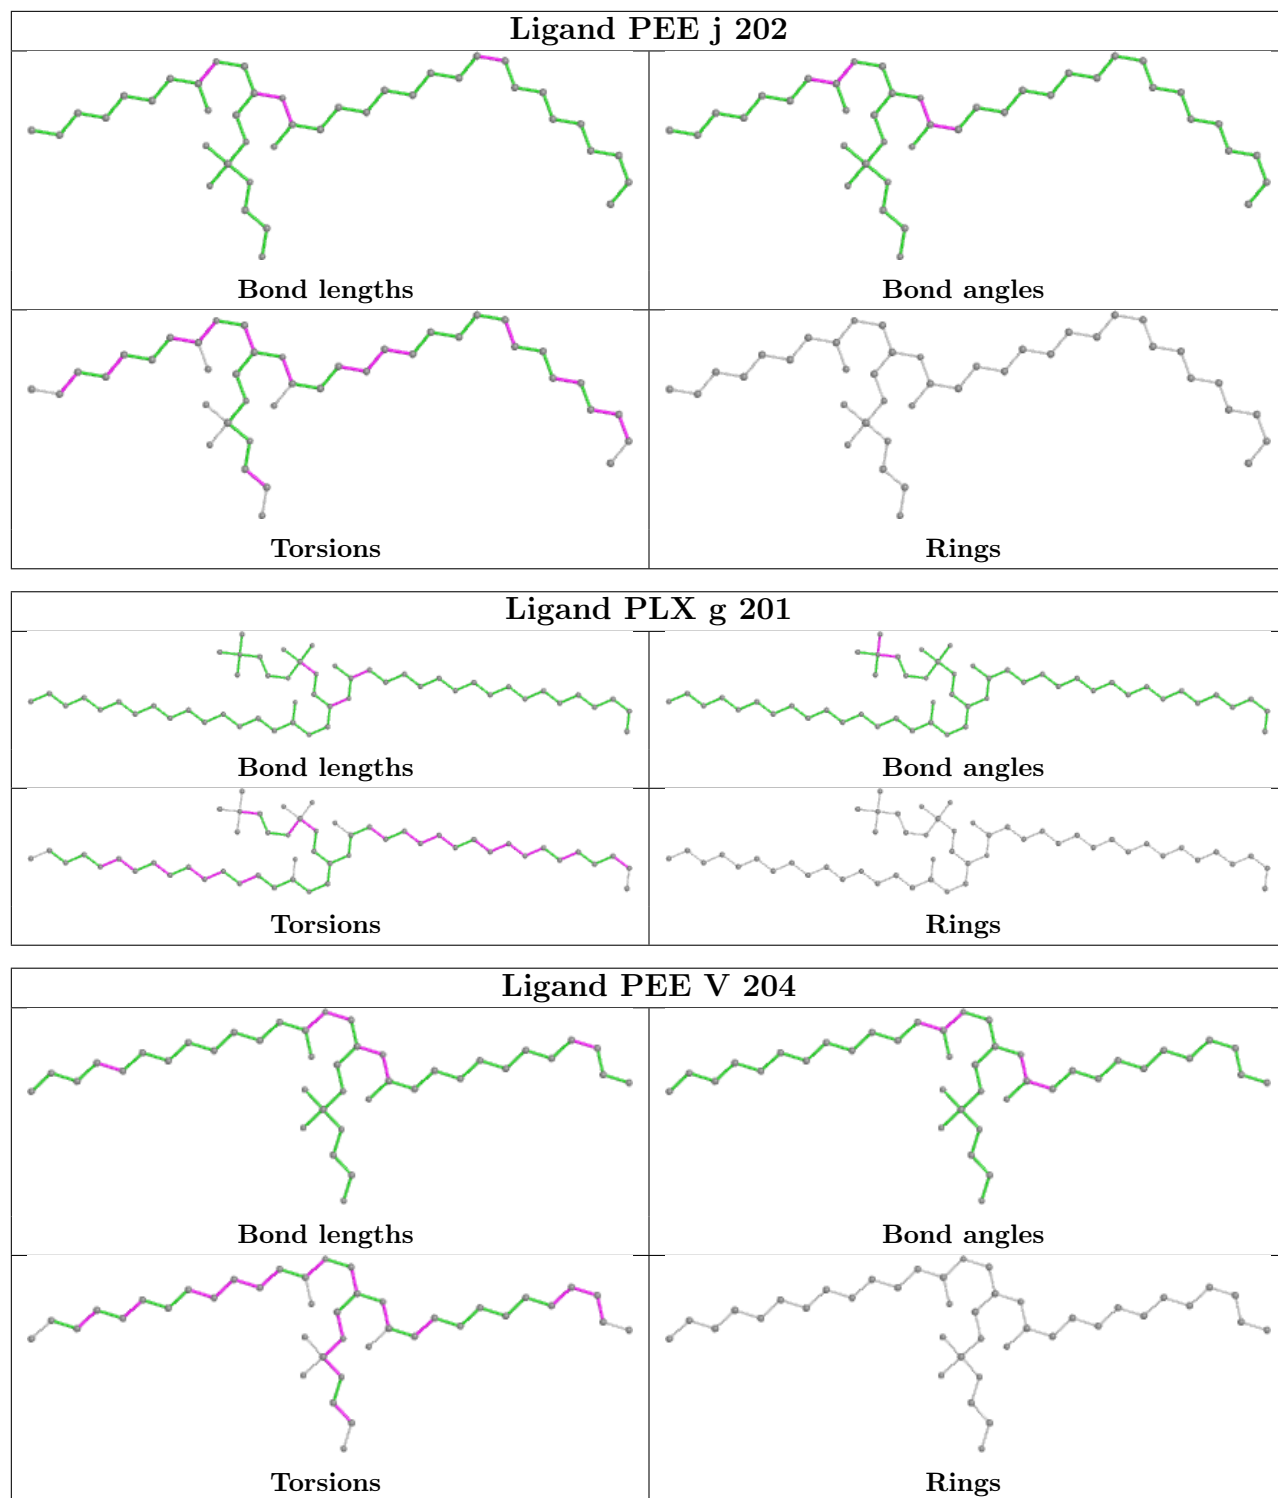 Ligand PEE j 202
Bond lengths
Bond angles
Torsions
Rings
Ligand PLX g 201
Bond lengths
Bond angles
Torsions
Rings
Ligand PEE V 204
Bond lengths
Bond angles
Torsions
Rings